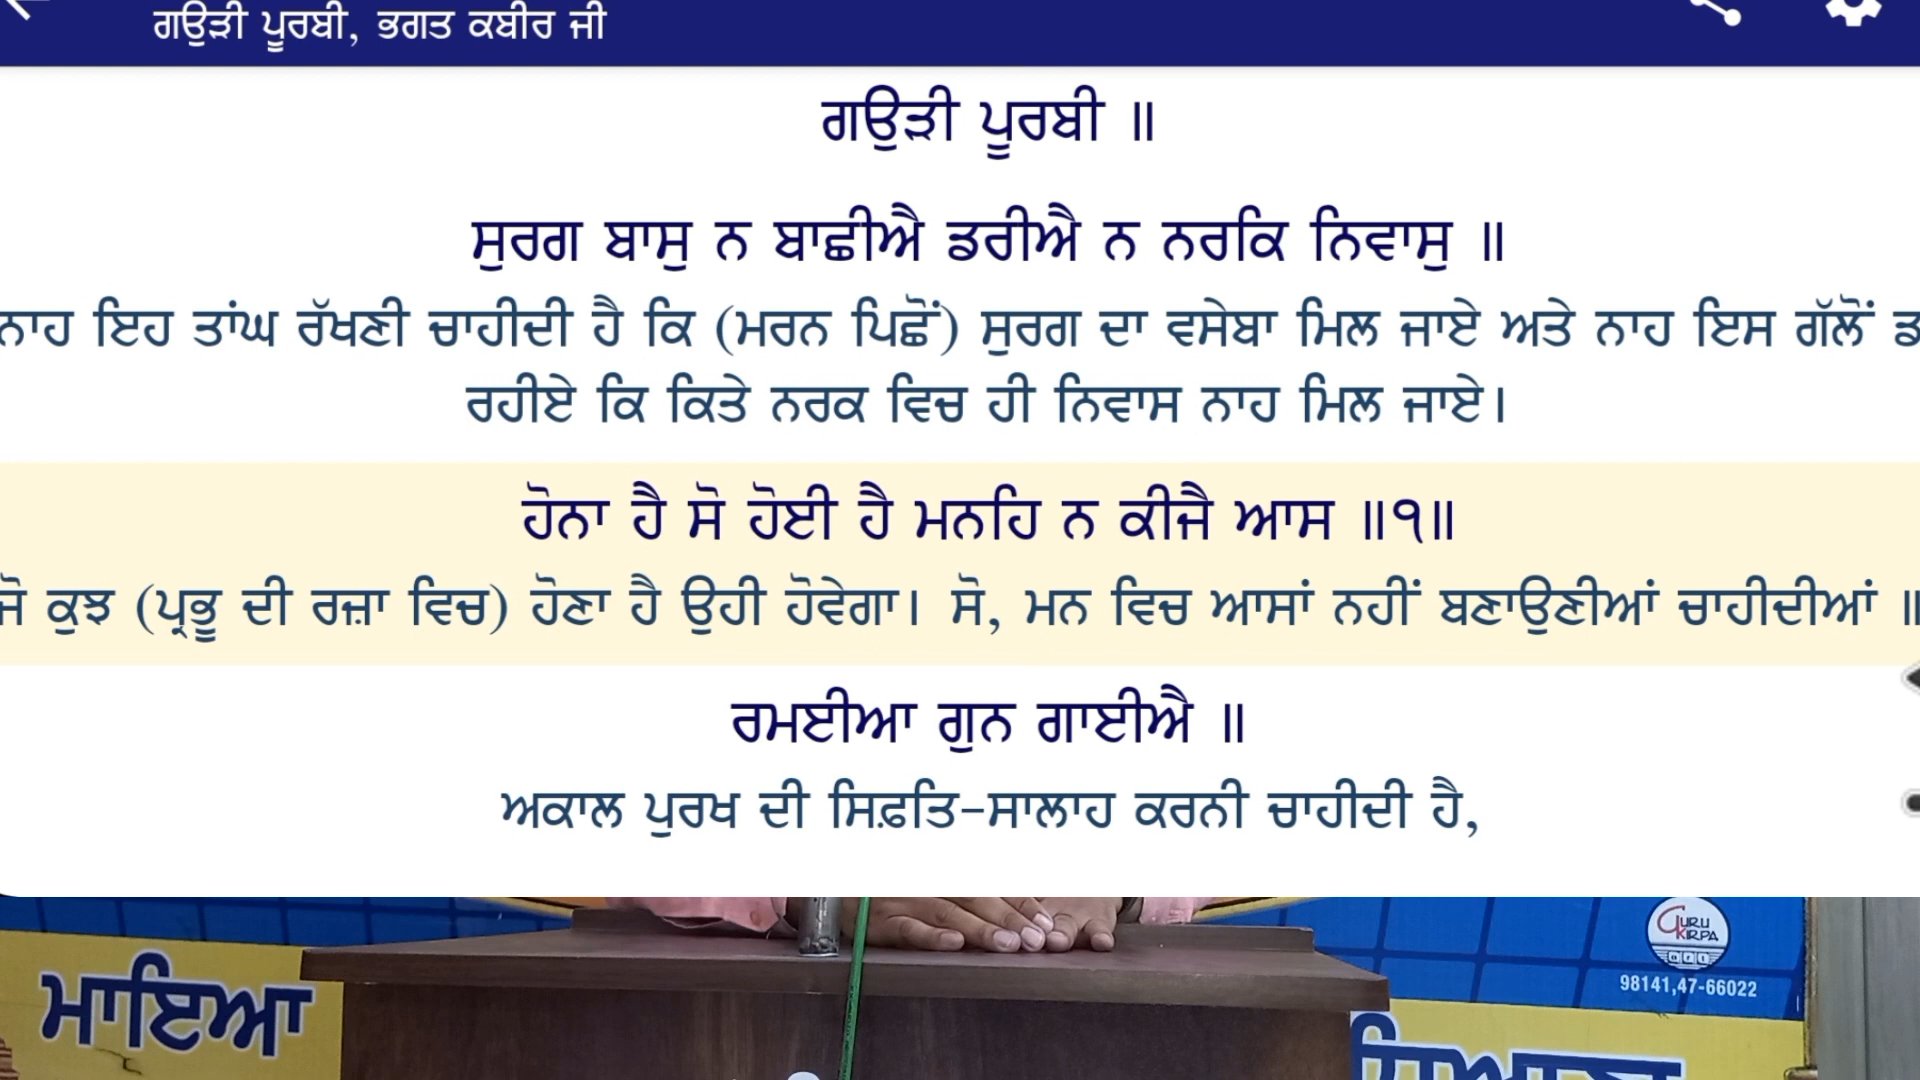 ਗਉੜੀ ਪੂਰਬੀ, ਭਗਤ ਕਬੀਰ ਜੀ
ਗਉੜੀ ਪੂਰਬੀ ॥
ਸੁਰਗ ਬਾਸੁ ਨ ਬਾਛੀਐ ਡਰੀਐ ਨ ਨਰਕਿ ਨਿਵਾਸੁ ॥
ਨਾਹ ਇਹ ਤਾਂਘ ਰੱਖਣੀ ਚਾਹੀਦੀ ਹੈ ਕਿ (ਮਰਨ ਪਿਛੋਂ) ਸੁਰਗ ਦਾ ਵਸੇਬਾ ਮਿਲ ਜਾਏ ਅਤੇ ਨਾਹ ਇਸ ਗੱਲੋਂ
ਰਹੀਏ ਕਿ ਕਿਤੇ ਨਰਕ ਵਿਚ ਹੀ ਨਿਵਾਸ ਨਾਹ ਮਿਲ ਜਾਏ।
ਹੋਨਾ ਹੈ ਸੋ ਹੋਈ ਹੈ ਮਨਹਿ ਨ ਕੀਜੈ ਆਸ ॥੧॥
ਜੋ ਕੁਝ (ਪ੍ਰਭੂ ਦੀ ਰਜ਼ਾ ਵਿਚ) ਹੋਣਾ ਹੈ ਉਹੀ ਹੋਵੇਗਾ। ਸੋ, ਮਨ ਵਿਚ ਆਸਾਂ ਨਹੀਂ ਬਣਾਉਣੀਆਂ ਚਾਹੀਦੀਆਂ ॥
ਰਮਈਆ ਗੁਨ ਗਾਈਐ ॥
ਅਕਾਲ ਪੁਰਖ ਦੀ ਸਿਫ਼ਤਿ-ਸਾਲਾਹ ਕਰਨੀ ਚਾਹੀਦੀ ਹੈ,
GURU
KIRPA
98141,47-66022
ਮਾਇਆ